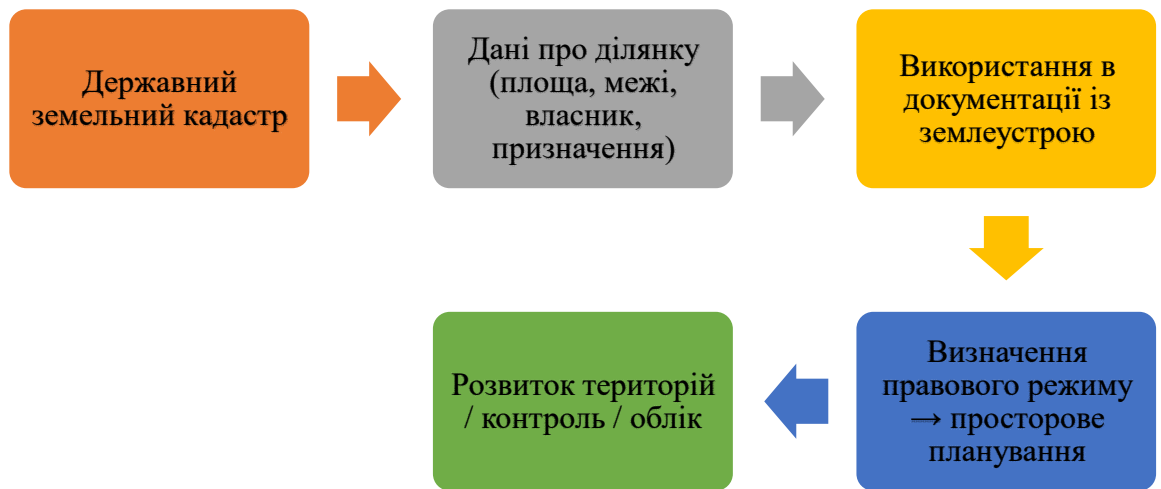 Державний
земельний кадастр
Дані про ділянку
(площа, межі,
власник,
призначення)
Використання в
документації із
землеустрою
Визначення
правового режиму
→ просторове
планування
Розвиток територій
/ контроль / облік